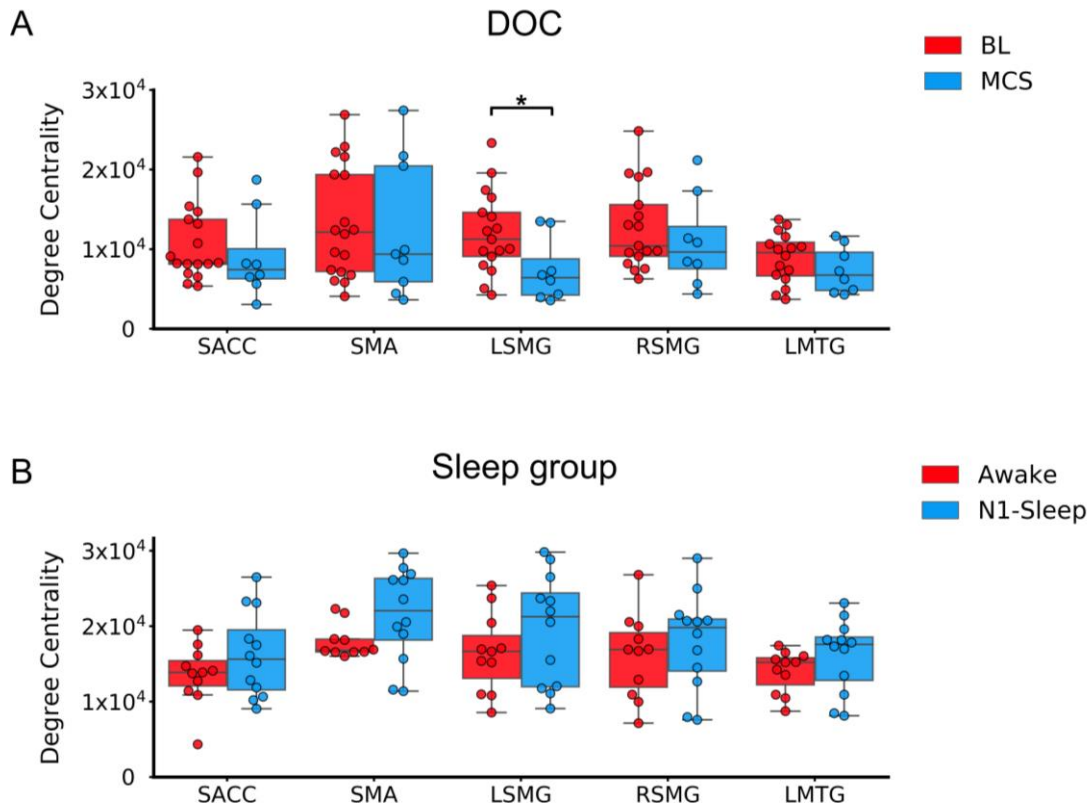 A
DOC
BL
MCS
Degree Centrality
3x10⁴
2x10⁴
1x10⁴
0
*
SACC SMA LSMG RSMG LMTG
B
Sleep group
Awake
N1-Sleep
Degree Centrality
3x10⁴
2x10⁴
1x10⁴
0
SACC SMA LSMG RSMG LMTG